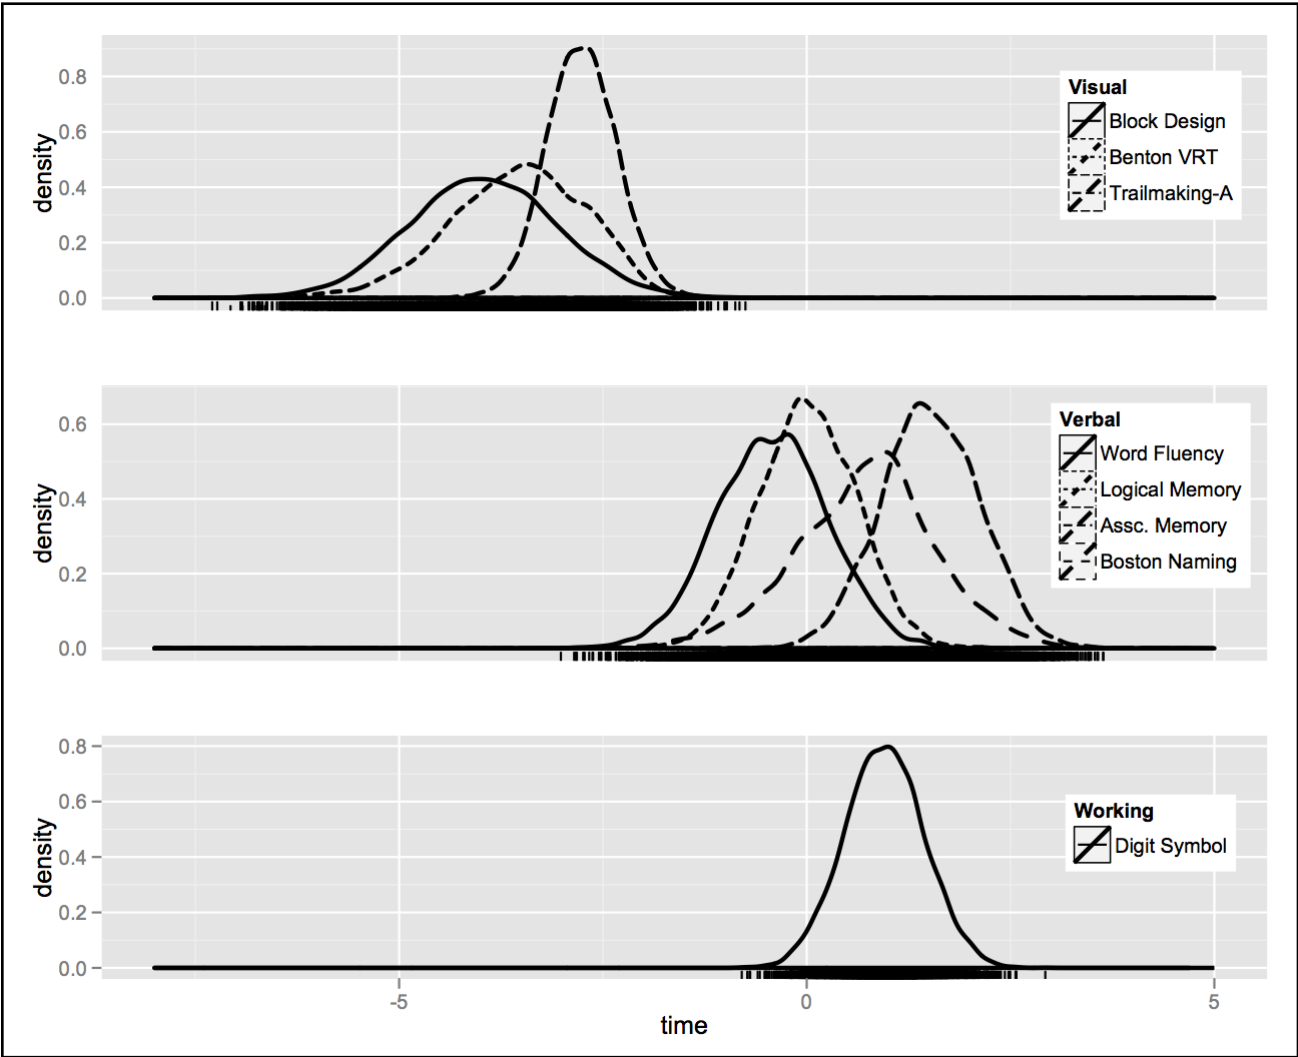 density
0.8
0.6
0.4
0.2
0.0
Visual
Block Design
Benton VRT
Trailmaking-A
density
0.6
0.4
0.2
0.0
Verbal
Word Fluency
Logical Memory
Assc. Memory
Boston Naming
density
0.8
0.6
0.4
0.2
0.0
Working
Digit Symbol
-5
0
5
time